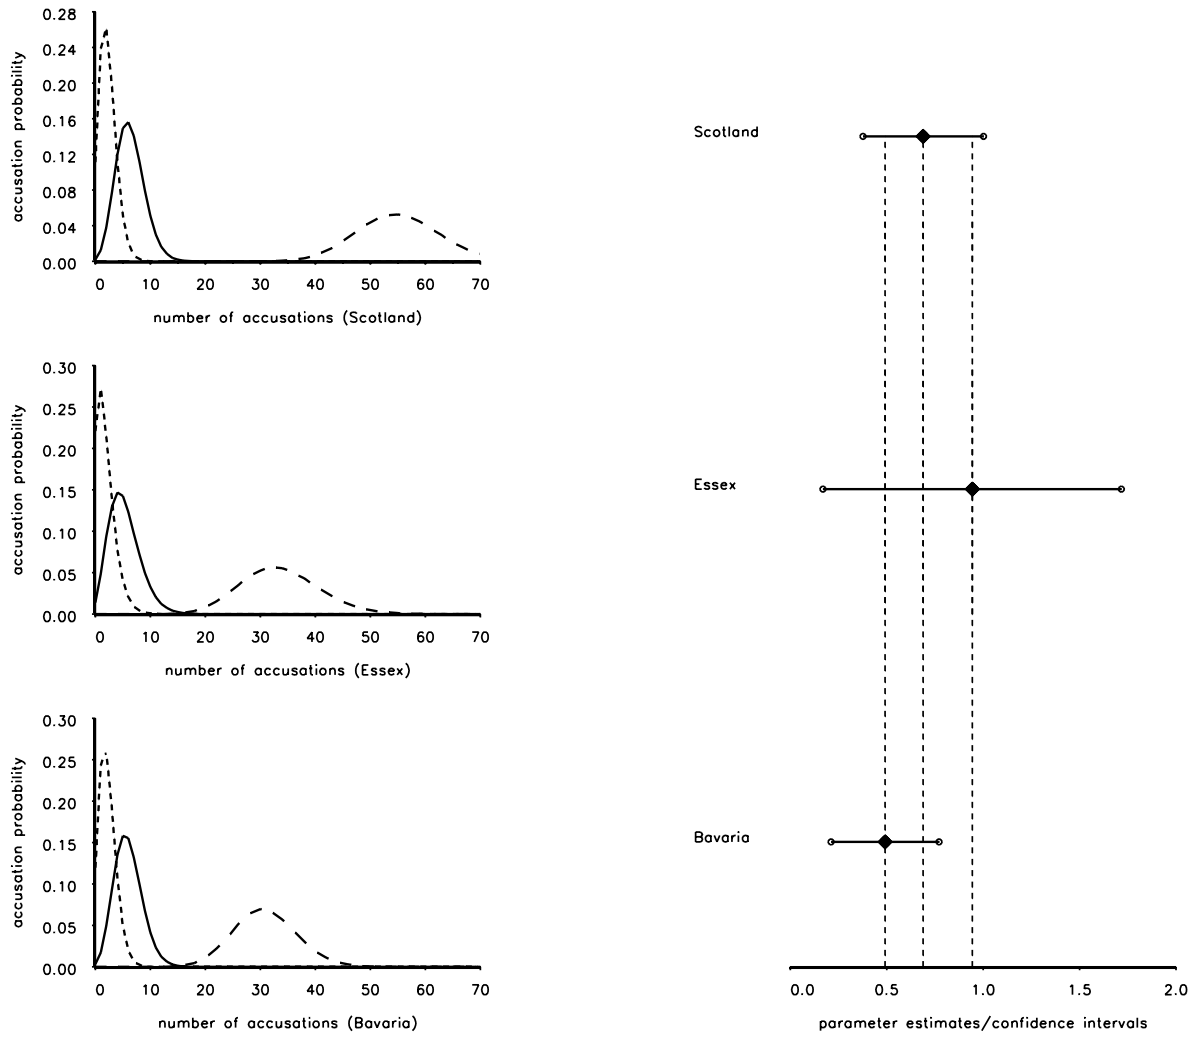 accusation probability
0.28
0.24
0.20
0.16
0.12
0.08
0.04
0.00
0 10 20 30 40 50 60 70
number of accusations (Scotland)
accusation probability
0.30
0.25
0.20
0.15
0.10
0.05
0.00
0 10 20 30 40 50 60 70
number of accusations (Essex)
accusation probability
0.30
0.25
0.20
0.15
0.10
0.05
0.00
0 10 20 30 40 50 60 70
number of accusations (Bavaria)
Scotland
Essex
Bavaria
0.0 0.5 1.0 1.5 2.0
parameter estimates/confidence intervals